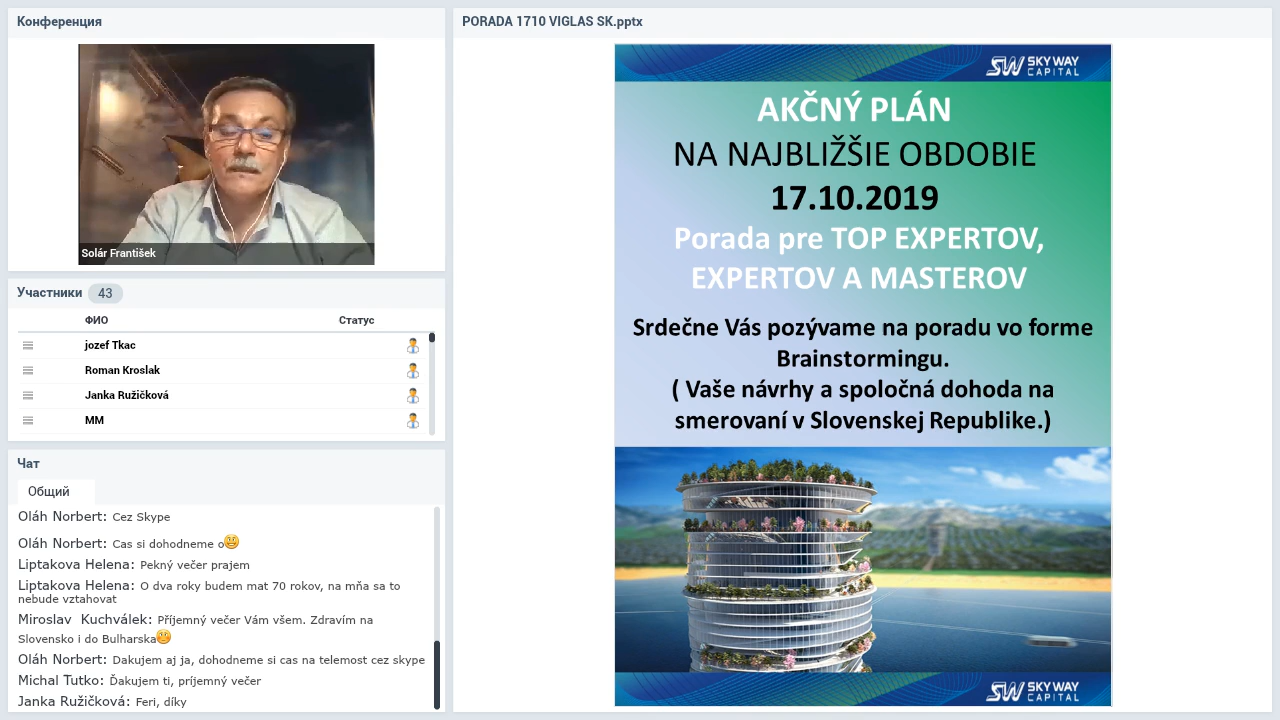 Конференция
Solár František
Участники 43
ФИО Статус
jozef Tkac
Roman Kroslak
Janka Ružičková
MM
Чат
Общий
Oláh Norbert: Cez Skype
Oláh Norbert: Cas si dohodneme o
Liptakova Helena: Pekný večer prajem
Liptakova Helena: O dva roky budem mat 70 rokov, na mňa sa to
nebude vztahovat
Miroslav Kuchválek: Příjemný večer Vám všem. Zdravím na
Slovensko i do Bulharska
Oláh Norbert: Dakujem aj ja, dohodneme si cas na telemost cez skype
Michal Tutko: Ďakujem ti, príjemný večer
Janka Ružičková: Feri, díky
PORADA 1710 VIGLAS SK.pptx
SW SKY WAY
CAPITAL
AKČNÝ PLÁN
NA NAJBLIŽŠIE OBDOBIE
17.10.2019
Porada pre TOP EXPERTOV,
EXPERTOV A MASTEROV
Srdečne Vás pozývame na poradu vo forme
Brainstormingu.
( Vaše návrhy a spoločná dohoda na
smerovaní v Slovenskej Republike.)
SW SKY WAY
CAPITAL